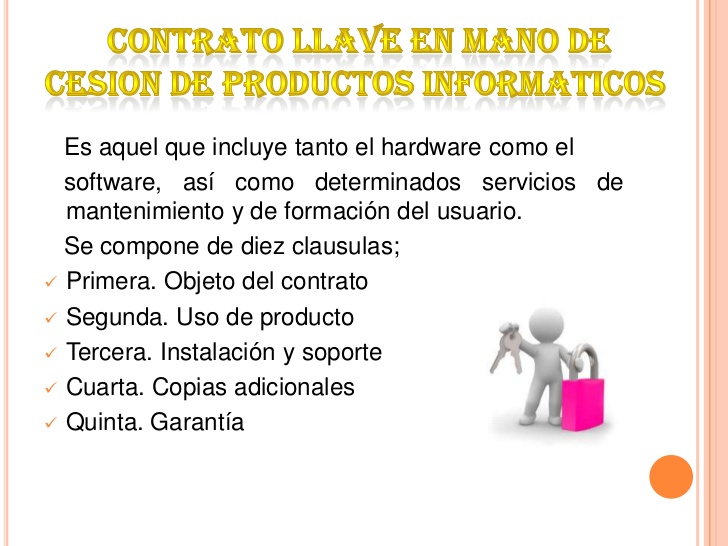 CONTRATO LLAVE EN MANO DE
CESION DE PRODUCTOS INFORMATICOS
Es aquel que incluye tanto el hardware como el
software, así como determinados servicios de
mantenimiento y de formación del usuario.
Se compone de diez clausulas;
✓ Primera. Objeto del contrato
✓ Segunda. Uso de producto
✓ Tercera. Instalación y soporte
✓ Cuarta. Copias adicionales
✓ Quinta. Garantía